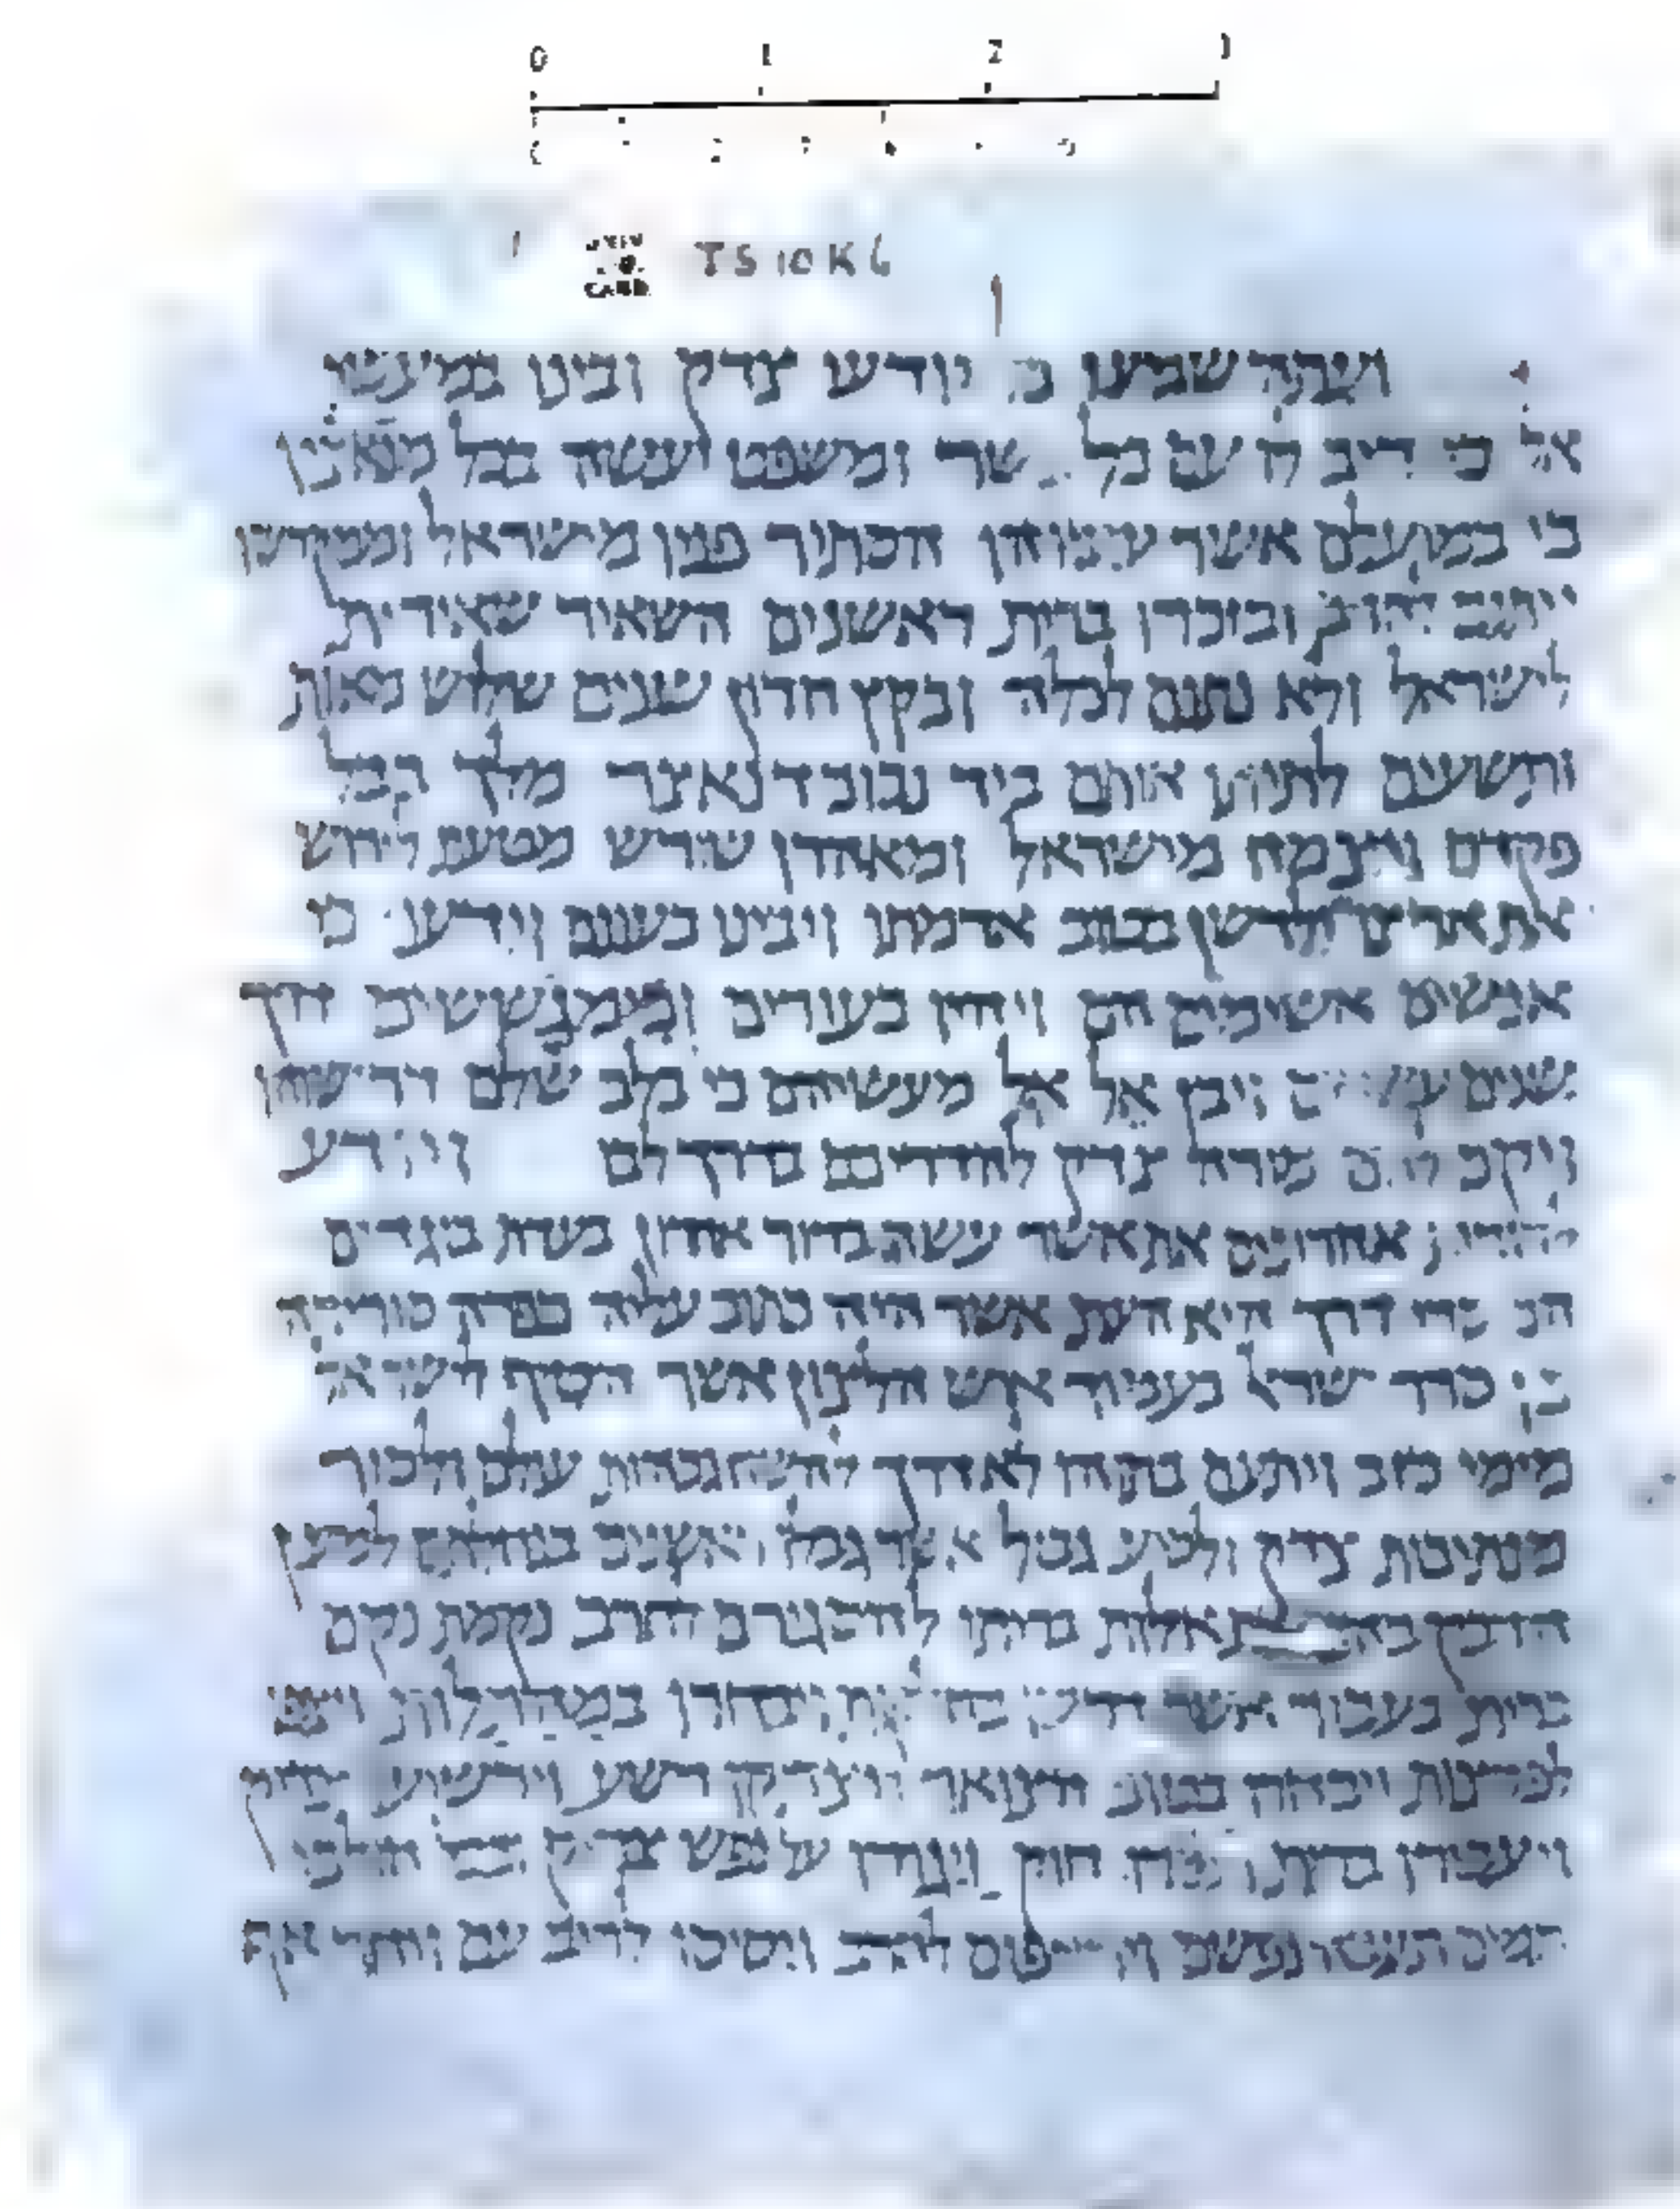 0 1 2 3
TS 10 K 6
1
ועתה שמעו כל יודעי צדק ובינו במעשי
אל כי ריב לו עם כל בשר ומשפט יעשה בכל מנאציו
כי במועלם אשר עזבוהו הסתיר פניו מישראל וממקדשו
ויתנם לחרב ובזכרו ברית ראשנים השאיר שאירית
לישראל ולא נתנם לכלה ובקץ חרון שנים שלוש מאות
ותשעים לתיתו אותם ביד נבוכדנאצר מלך בבל
פקדם ויצמח מישראל ומאהרן שורש מטעת לירוש
את ארצו ולדשן בטוב אדמתו ויבינו בעונם וידעו כי
אנשים אשימים הם ויהיו כעורים וכימגששים דרך
שנים עשרים ויבן אל אל מעשיהם כי בלב שלם דרשוהו
ויקם להם מורה צדק להדריכם בדרך לבו ויודע
לדורות אחרונים את אשר עשה בדור אחרון בעדת בוגדים
הם סרי דרך היא העת אשר היה כתוב עליה כפרה סורירה
כן סרר ישראל בעמוד איש הלצון אשר הטיף לישראל
מימי כזב ויתעם בתוהו לא דרך להשח גבהות עולם ולסור
מנתיבות צדק ולסיע גבול אשר גבלו ראשנים בנחלתם למען
הדבק בהם את אלות בריתו להסגירם לחרב נקמת נקם
ברית בעבור אשר דרשו בחלקות ויבחרו במהתלות ויצפו
לפרצות ויבחרו בטוב הצואר ויצדיקו רשע וירשיעו צדיק
ויעבירו ברית ויפירו חוק ויגודו על נפש צדיק ובכל הולכי
תמים תעבה נפשם וירדפום לחרב ויסיסו לריב עם ויחר אף